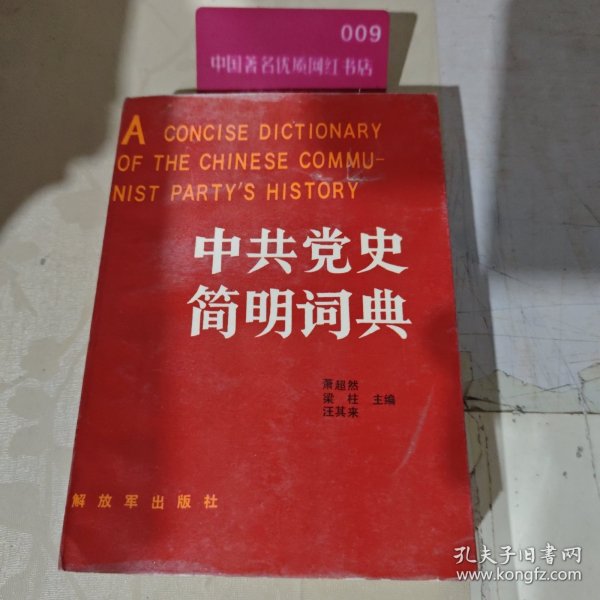 009
中国著名优质网红书店
A CONCISE DICTIONARY
OF THE CHINESE COMMU-
NIST PARTY'S HISTORY
中共党史
简明词典
萧超然
梁柱 主编
汪其来
解放军出版社
孔夫子旧书网
www.kongfz.com